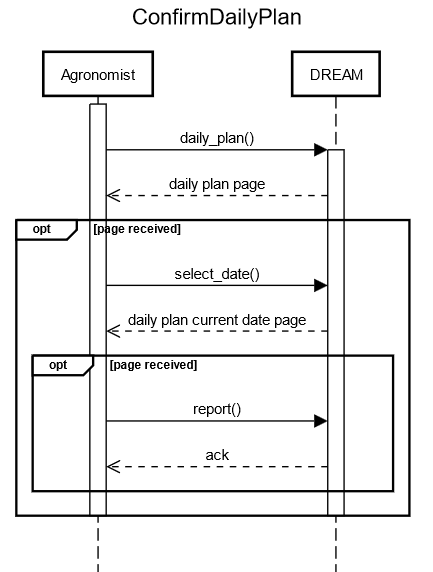 ConfirmDailyPlan
Agronomist
DREAM
daily_plan()
daily plan page
opt
[page received]
select_date()
daily plan current date page
opt
[page received]
report()
ack